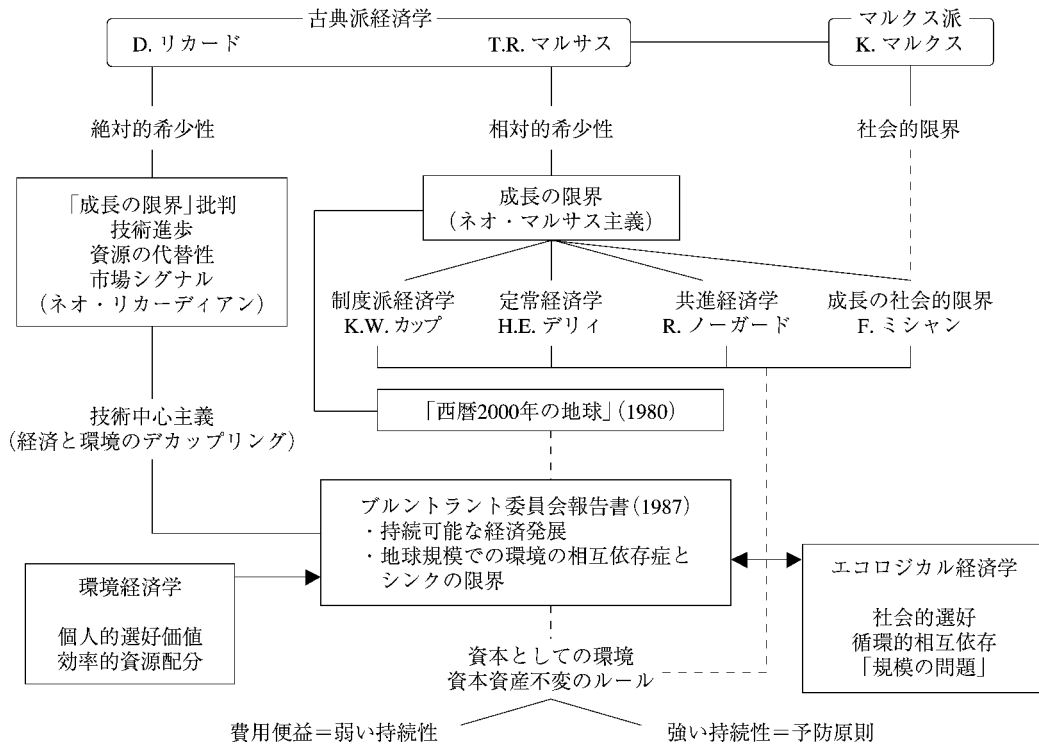 古典派経済学
D. リカード
T.R. マルサス
マルクス派
K. マルクス
絶対的希少性
相対的希少性
社会的限界
「成長の限界」批判
技術進歩
資源の代替性
市場シグナル
(ネオ・リカーディアン)
成長の限界
(ネオ・マルサス主義)
制度派経済学
K.W. カップ
定常経済学
H.E. デリィ
共進経済学
R. ノーガード
成長の社会的限界
F. ミシャン
「西暦2000年の地球」(1980)
技術中心主義
(経済と環境のデカップリング)
ブルントラント委員会報告書(1987)
・持続可能な経済発展
・地球規模での環境の相互依存症と
シンクの限界
環境経済学
個人的選好価値
効率的資源配分
エコロジカル経済学
社会的選好
循環的相互依存
「規模の問題」
資本としての環境
資本資産不変のルール
費用便益=弱い持続性
強い持続性=予防原則